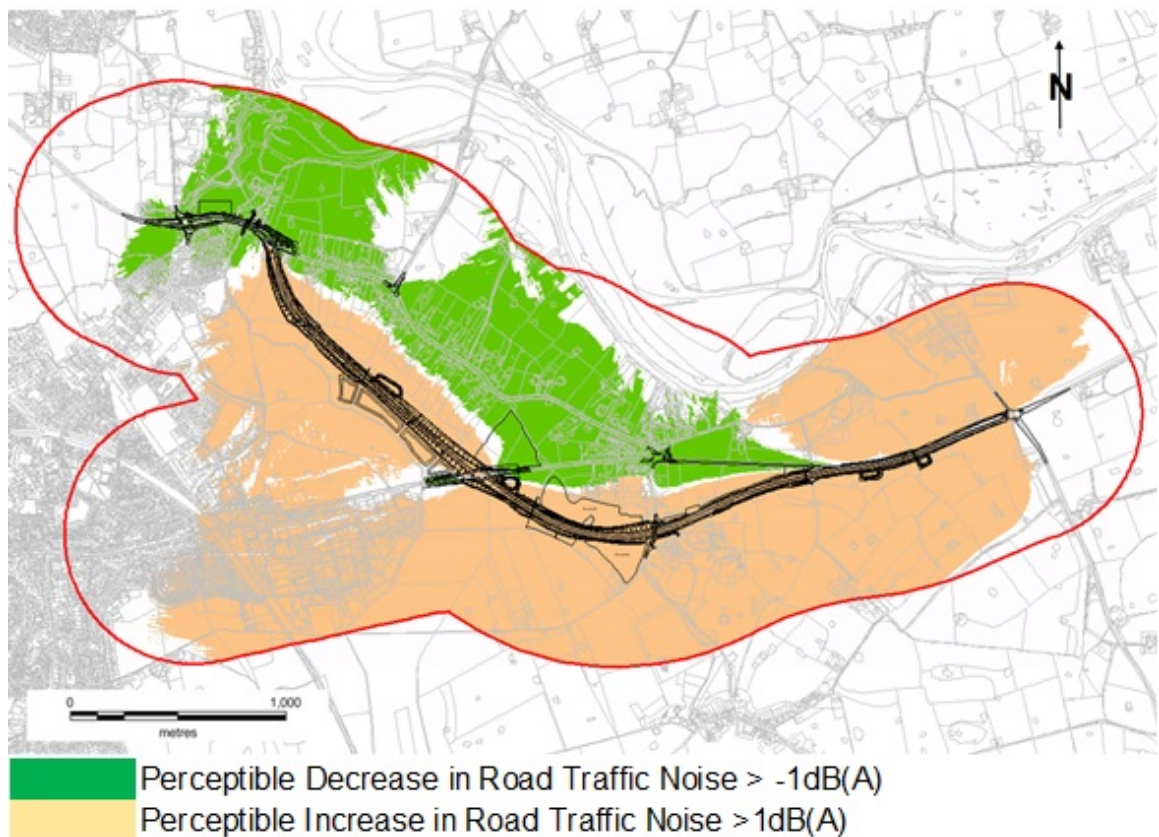 N
0 1,000
metres
Perceptible Decrease in Road Traffic Noise > -1dB(A)
Perceptible Increase in Road Traffic Noise >1dB(A)